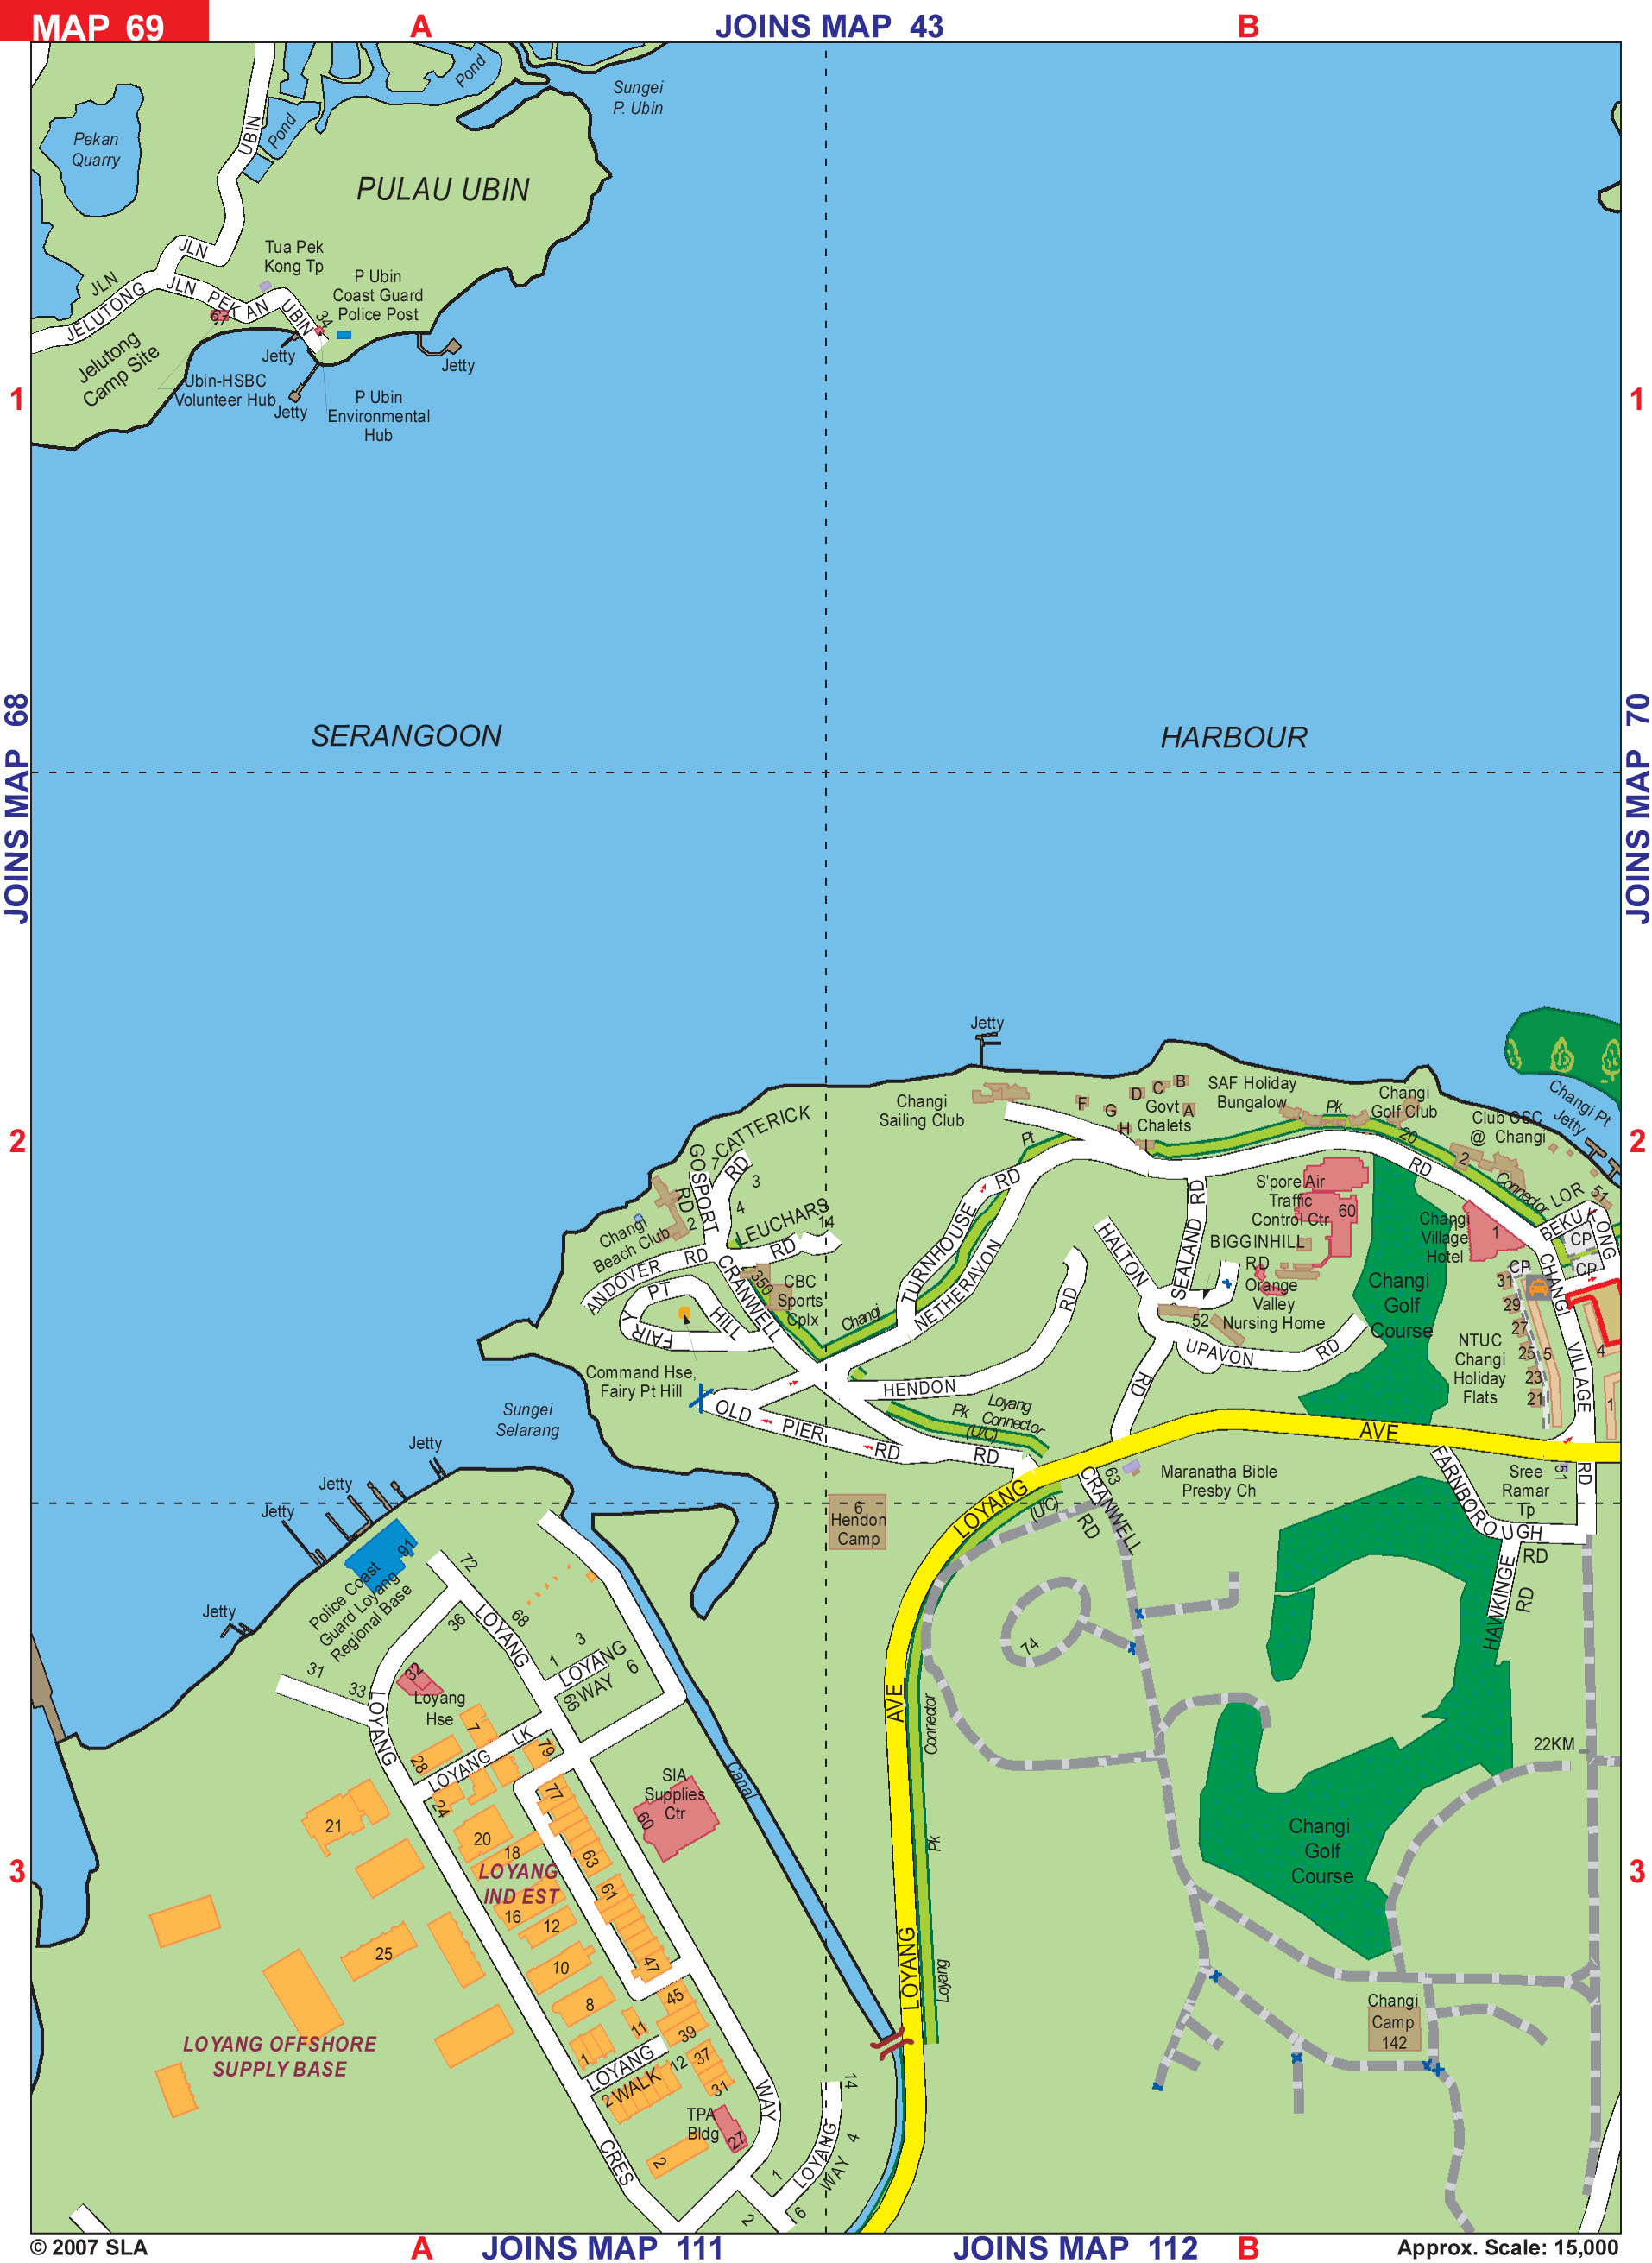 MAP 69
A
JOINS MAP 43
B
Pond
Sungei
P. Ubin
Pekan
Quarry
UBIN
Pond
PULAU UBIN
JLN
Tua Pek
Kong Tp
JLN
JELUTONG
JLN
PEKAN
UBIN
67
34
P Ubin
Coast Guard
Police Post
Jelutong
Camp Site
Jetty
Jetty
Ubin-HSBC
Volunteer Hub
Jetty
P Ubin
Environmental
Hub
1
1
JOINS MAP 68
JOINS MAP 70
SERANGOON
HARBOUR
Jetty
Changi Pt
Jetty
Changi
Sailing Club
F
G
H
I
D
C
B
A
Govt
Chalets
SAF Holiday
Bungalow
Pk
Changi
Golf Club
20
Club CSC
@ Changi
2
2
2
Connector
LOR
51
BEKUKONG
CP
CP
CP
CATTERICK
RD
7
3
4
GOSPORT
RD
2
LEUCHARS
RD
14
Changi
Beach Club
ANDOVER
RD
CRANWELL
350
CBC
Sports
Cplx
FAIRY
PT
HILL
Command Hse,
Fairy Pt Hill
Changi
Pt
TURNHOUSE
RD
NETHERAVON
RD
HALTON
RD
SEALAND
RD
BIGGINHILL
RD
S'pore Air
Traffic
Control Ctr
60
Orange
Valley
Nursing Home
52
UPAVON
RD
Changi
Golf
Course
Changi
Village
Hotel
1
CHANGI
VILLAGE
RD
31
29
27
25
5
23
21
4
1
NTUC
Changi
Holiday
Flats
HENDON
RD
Loyang
Pk Connector
(U/C)
OLD
PIER
RD
RD
Sungei
Selarang
Jetty
Jetty
Jetty
Jetty
LOYANG
AVE
(U/C)
CRANWELL
RD
63
Maranatha Bible
Presby Ch
FARNBOROUGH
RD
Sree
Ramar
Tp
51
HAWKINGE
RD
6
Hendon
Camp
91
Police Coast
Guard Loyang
Regional Base
72
36
LOYANG
68
3
1
LOYANG
WAY
6
66
31
33
LOYANG
32
Loyang
Hse
7
28
LOYANG
LK
24
79
77
21
20
18
63
SIA
Supplies
Ctr
60
Canal
LOYANG
IND EST
61
16
12
25
10
47
8
45
11
39
1
LOYANG
WALK
2
12
37
31
TPA
Bldg
27
2
WAY
CRES
LOYANG OFFSHORE
SUPPLY BASE
14
LOYANG
WAY
4
1
2
6
AVE
Connector
Pk
Loyang
LOYANG
74
22KM
Changi
Golf
Course
Changi
Camp
142
3
3
© 2007 SLA
A
JOINS MAP 111
JOINS MAP 112
B
Approx. Scale: 15,000